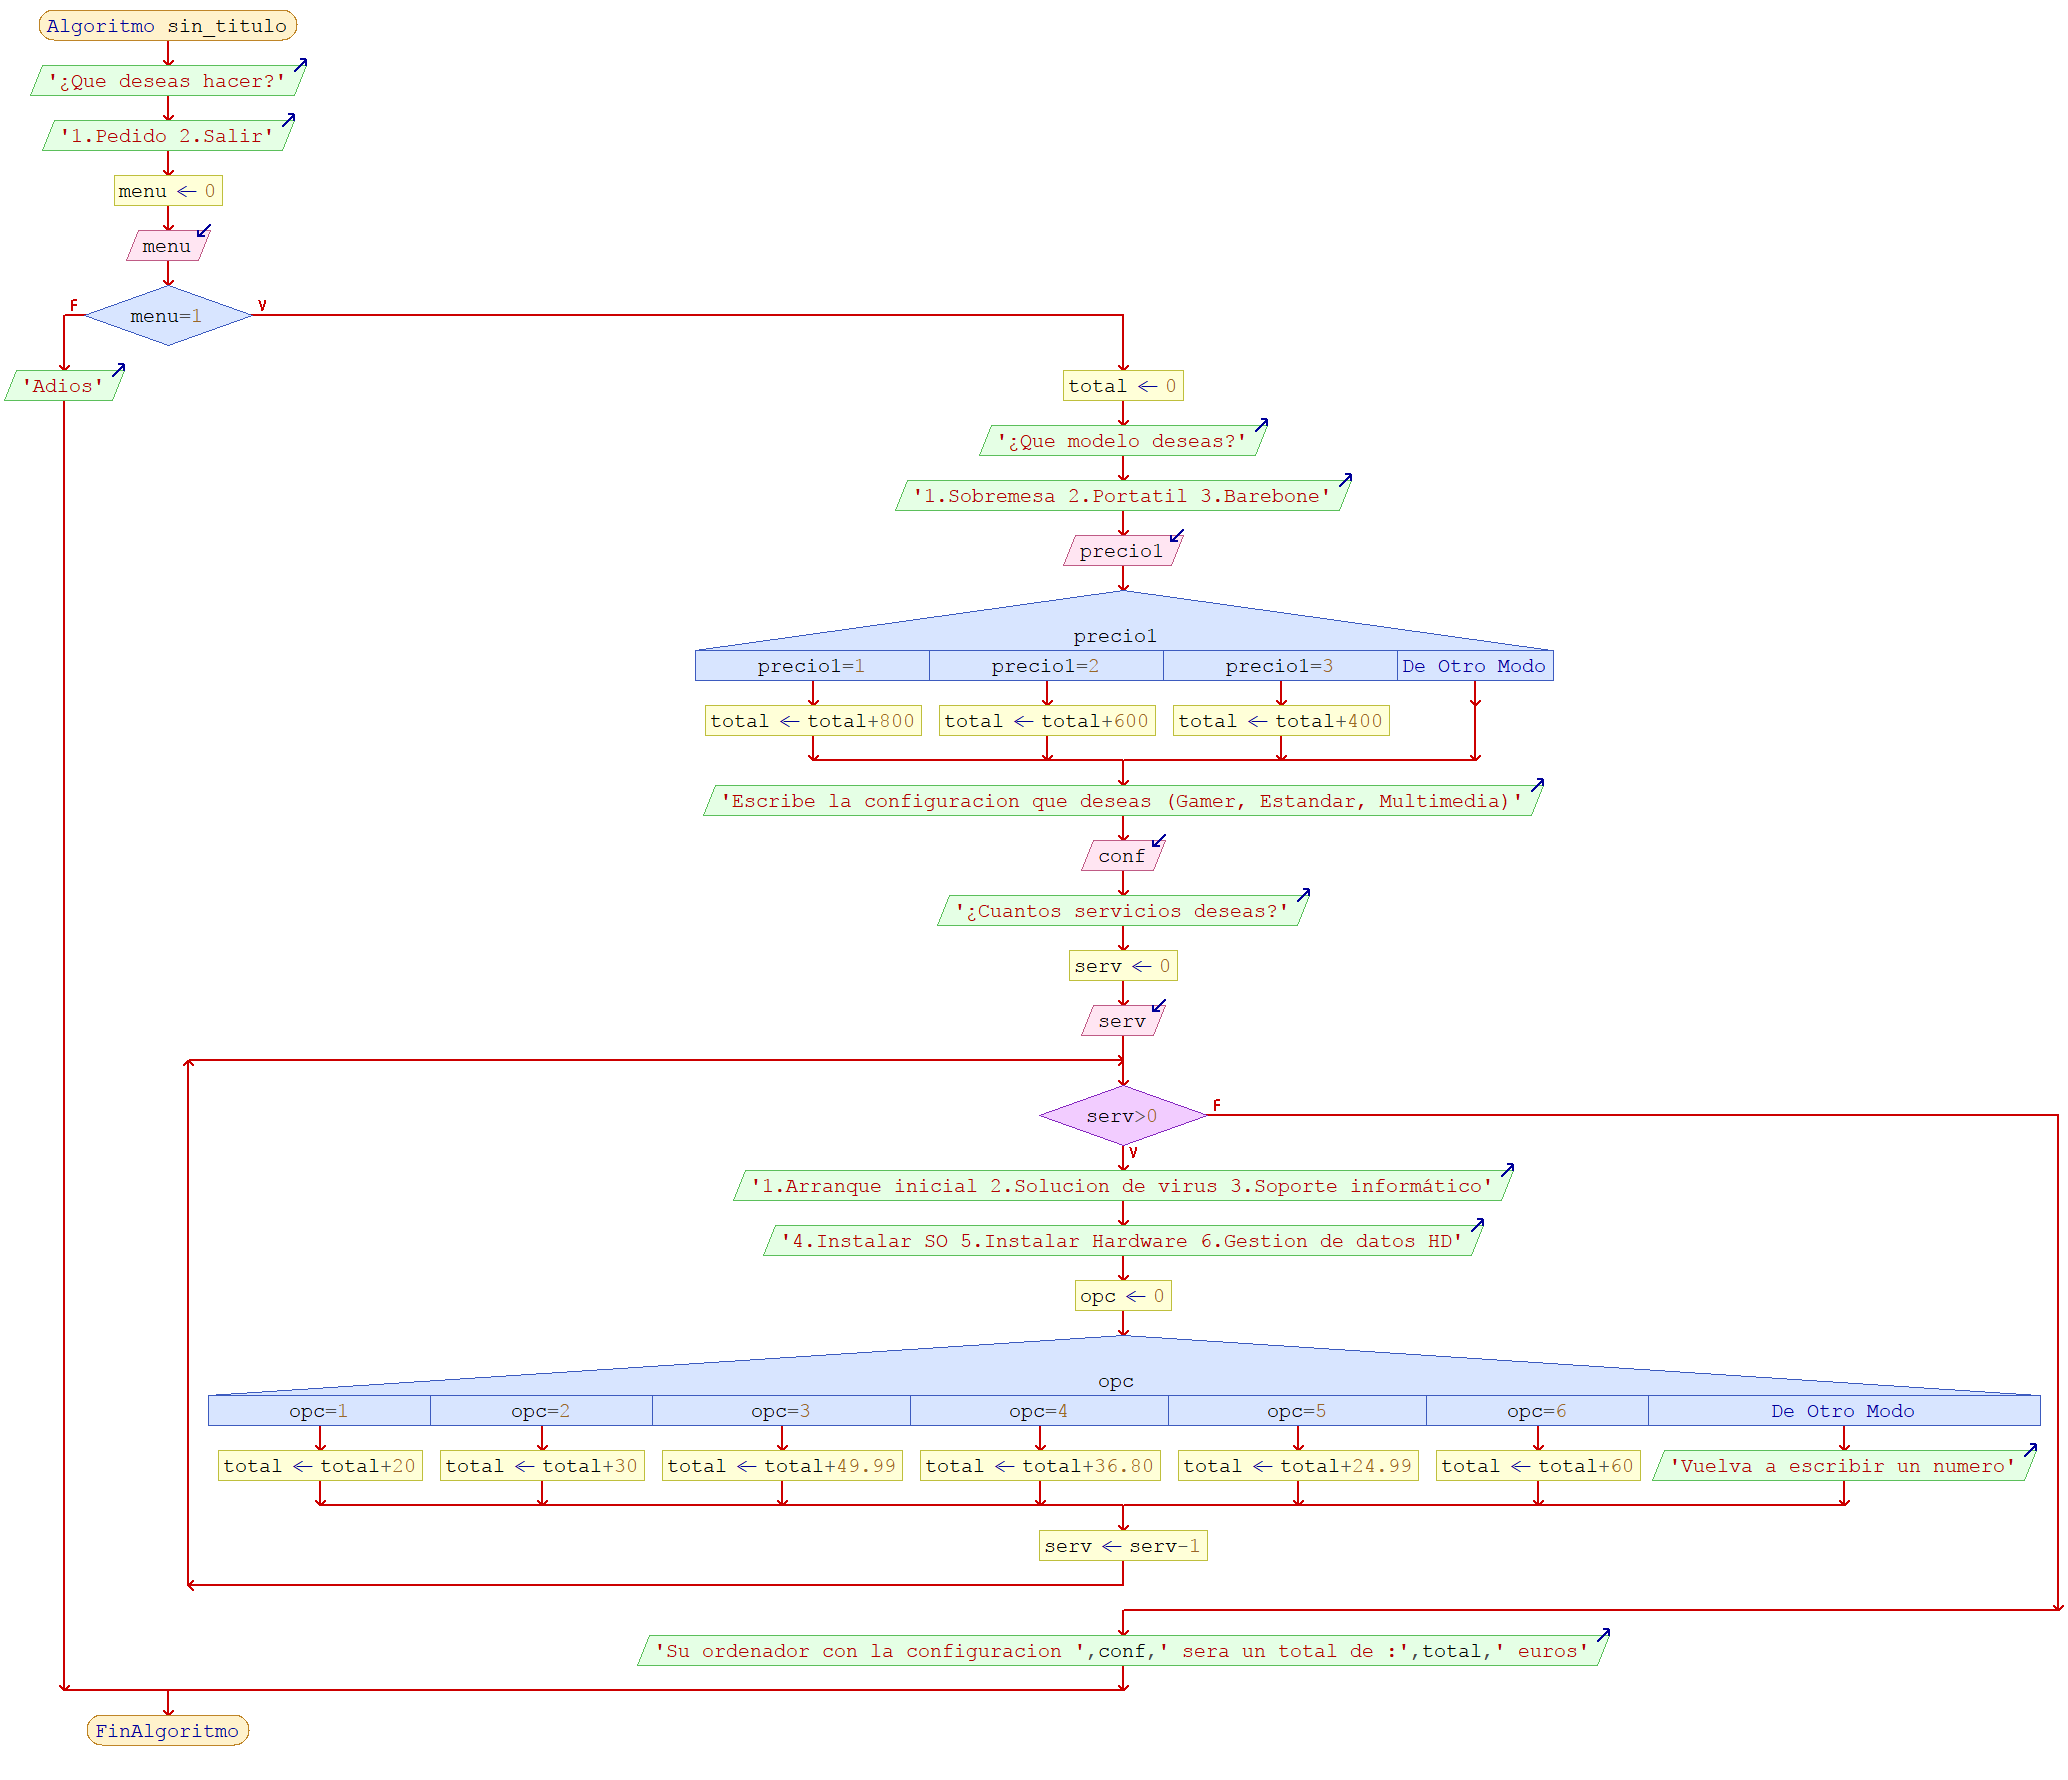 Algoritmo sin_titulo
'¿Que deseas hacer?'
'1.Pedido 2.Salir'
menu ← 0
menu
F
V
menu=1
'Adios'
total ← 0
'¿Que modelo deseas?'
'1.Sobremesa 2.Portatil 3.Barebone'
precio1
precio1
precio1=1 precio1=2 precio1=3 De Otro Modo
total ← total+800 total ← total+600 total ← total+400
'Escribe la configuracion que deseas (Gamer, Estandar, Multimedia)'
conf
'¿Cuantos servicios deseas?'
serv ← 0
serv
F
serv>0
V
'1.Arranque inicial 2.Solucion de virus 3.Soporte informático'
'4.Instalar SO 5.Instalar Hardware 6.Gestion de datos HD'
opc ← 0
opc
opc=1 opc=2 opc=3 opc=4 opc=5 opc=6 De Otro Modo
total ← total+20 total ← total+30 total ← total+49.99 total ← total+36.80 total ← total+24.99 total ← total+60 'Vuelva a escribir un numero'
serv ← serv-1
'Su ordenador con la configuracion ',conf,' sera un total de :',total,' euros'
FinAlgoritmo